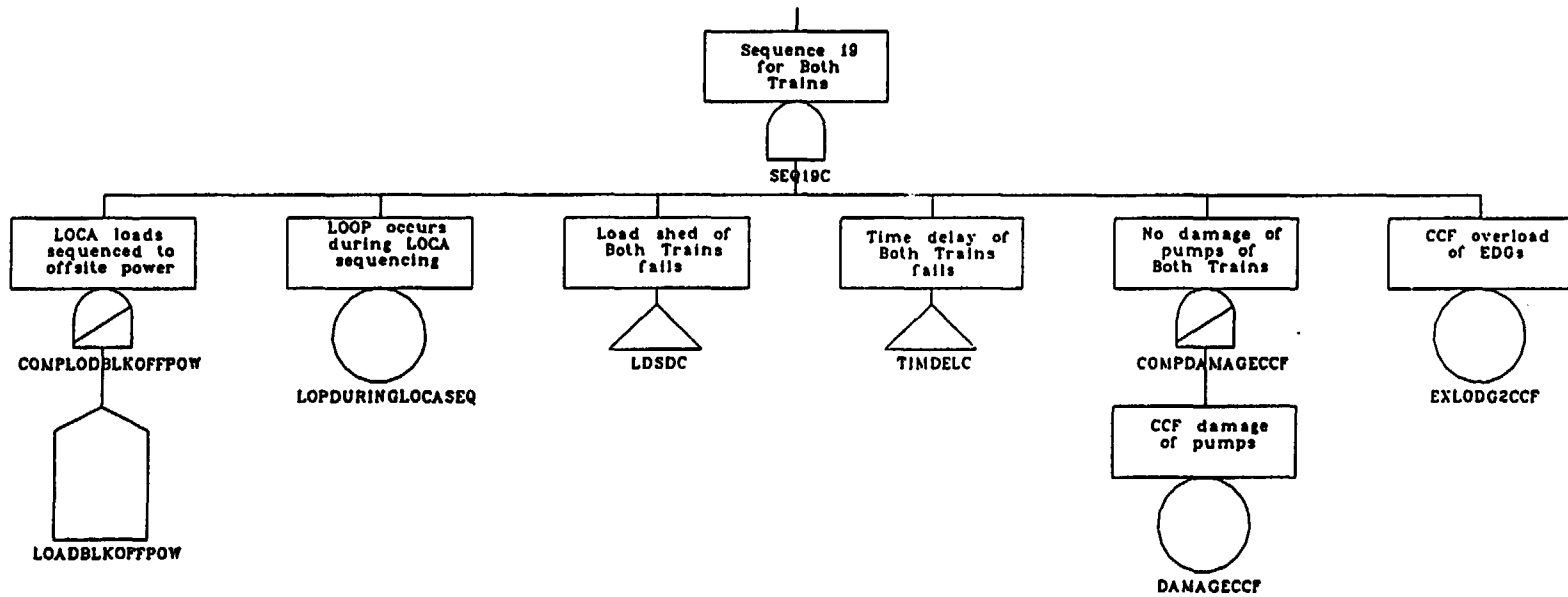 Sequence 19
for Both
Trains
SEQ19C
LOCA loads
sequenced to
offsite power
COMPLODBLKOFFPOW
LOADBLKOFFPOW
LOOP occurs
during LOCA
sequencing
LOPDURINGLOCASEQ
Load shed of
Both Trains
fails
LDSDC
Time delay of
Both Trains
fails
TIMDELC
No damage of
pumps of
Both Trains
COMPDAMAGECCF
CCF damage
of pumps
DAMAGECCF
CCF overload
of EDGs
EXLODG2CCF